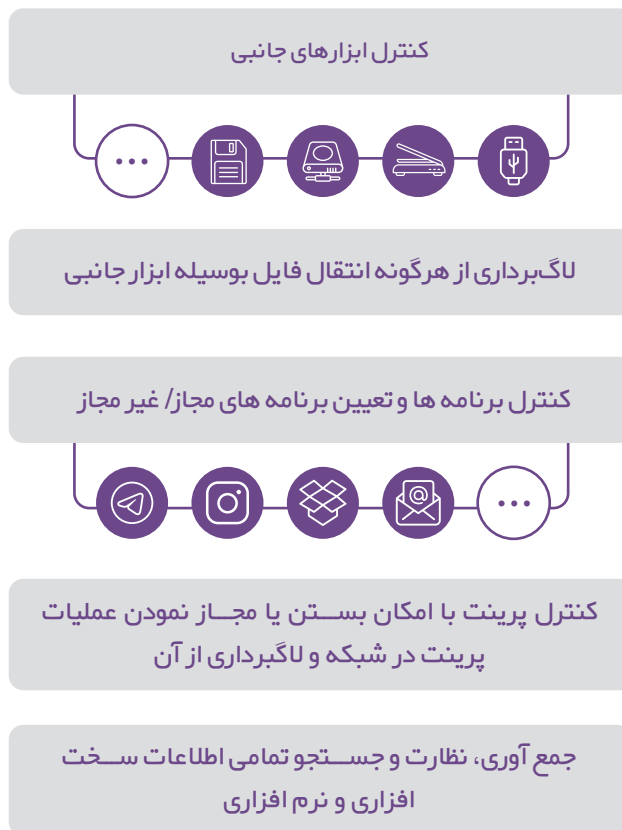 کنترل ابزارهای جانبی
لاگ‌برداری از هرگونه انتقال فایل بوسیله ابزار جانبی
کنترل برنامه ها و تعیین برنامه های مجاز/ غیر مجاز
@
کنترل پرینت با امکان بستن یا مجاز نمودن عملیات
پرینت در شبکه و لاگبرداری از آن
جمع آوری، نظارت و جستجو تمامی اطلاعات سخت
افزاری و نرم افزاری